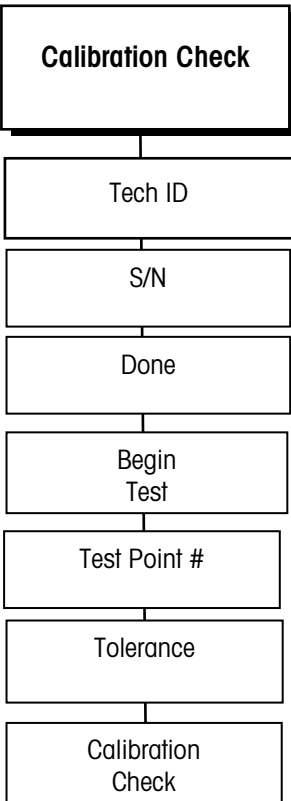 Calibration Check
Tech ID
S/N
Done
Begin
Test
Test Point #
Tolerance
Calibration
Check